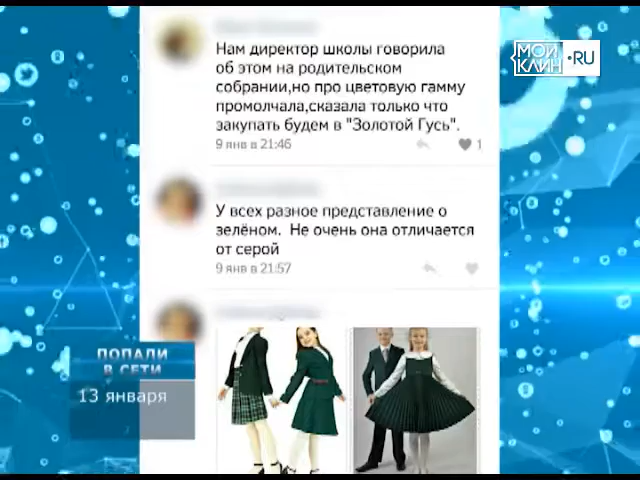 МОЙ
КЛИН
.RU
Нам директор школы говорила
об этом на родительском
собрании,но про цветовую гамму
промолчала,сказала только что
закупать будем в "Золотой Гусь".
9 янв в 21:46
1
У всех разное представление о
зелёном. Не очень она отличается
от серой
9 янв в 21:57
ПОПАЛИ
В СЕТИ
13 января